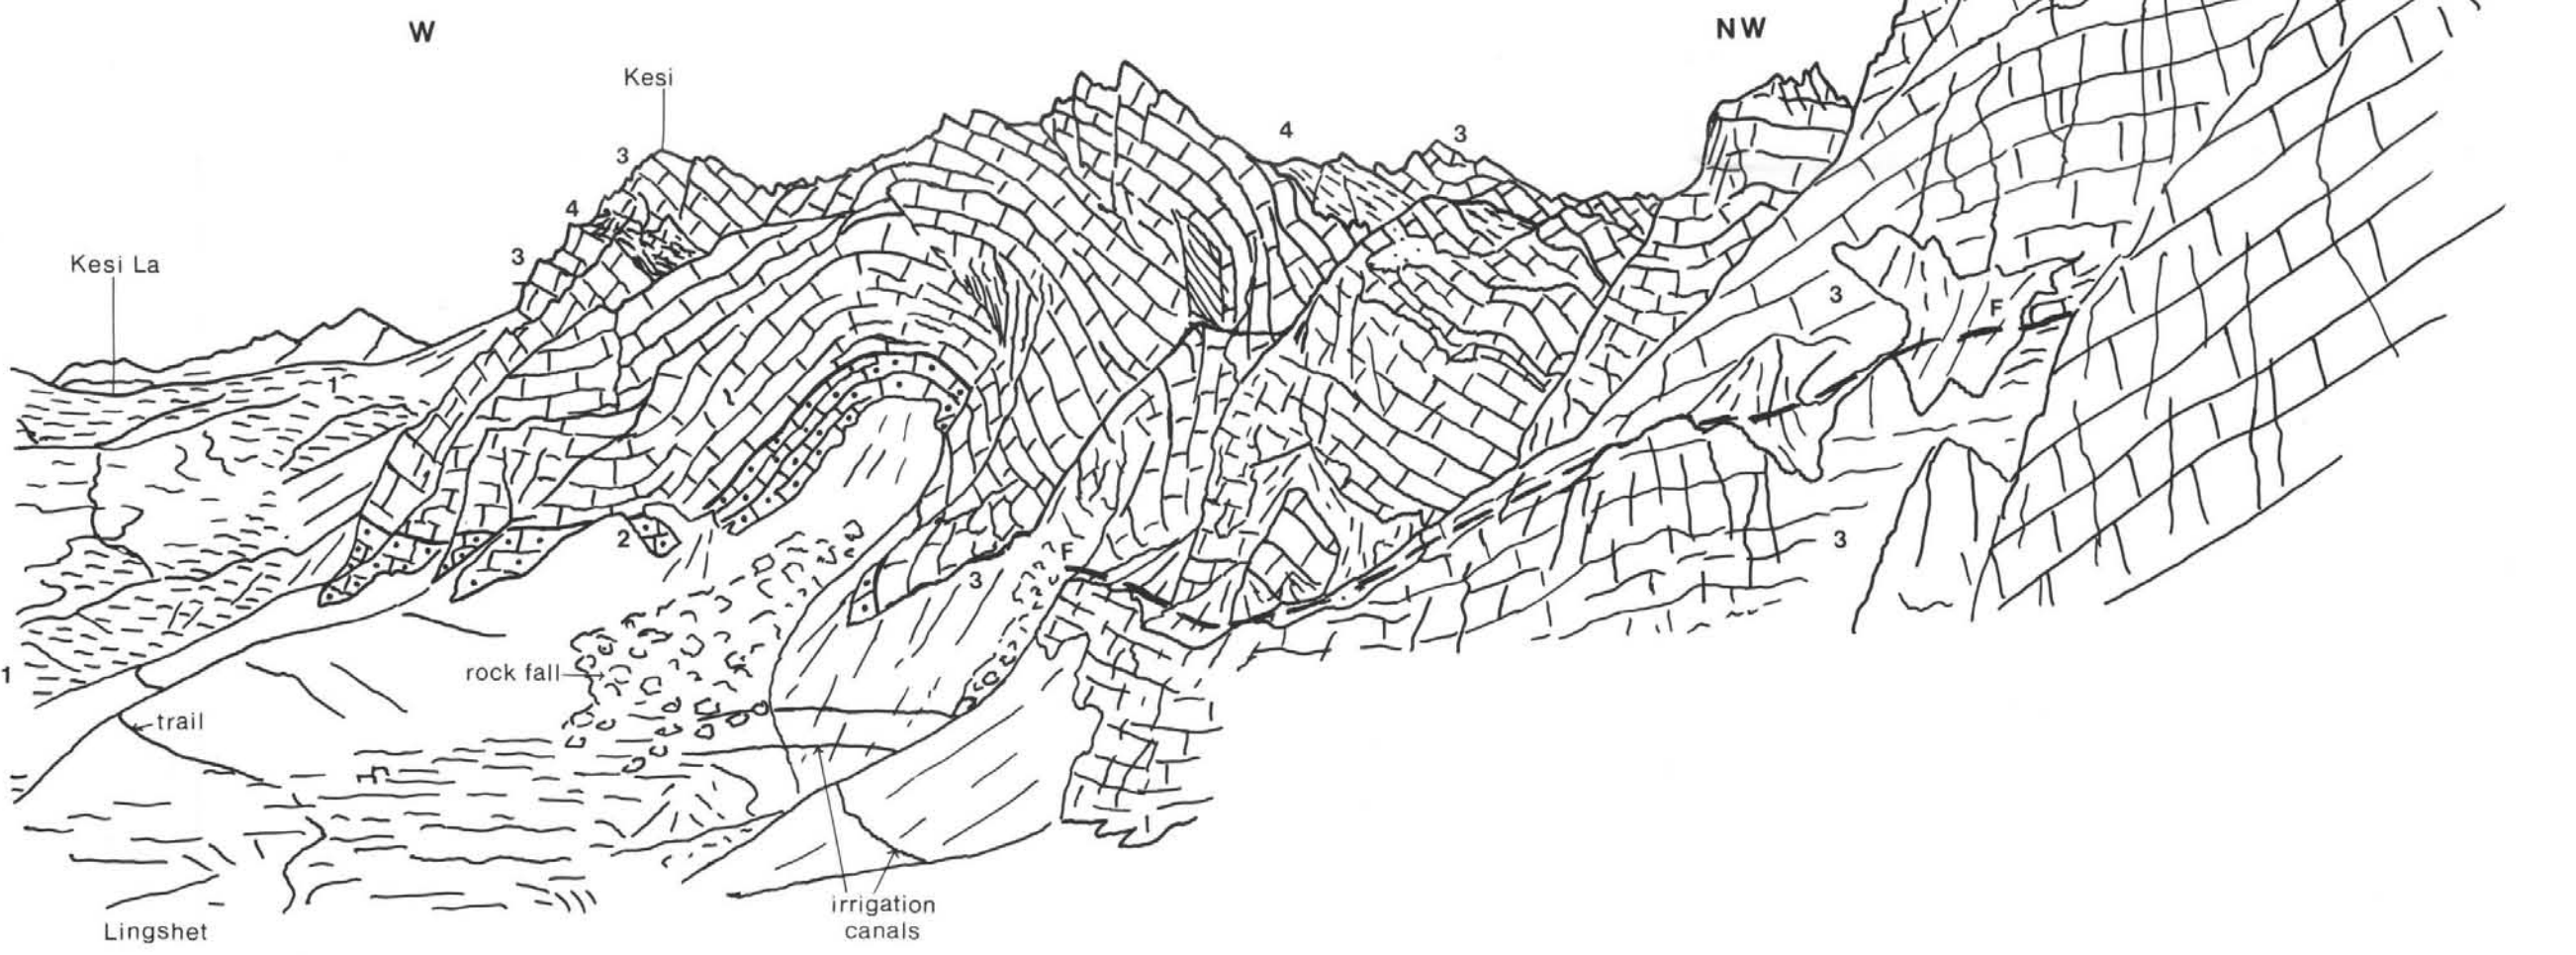 W
NW
Kesi
3
4
3
4
3
Kesi La
3
3
F
1
2
F
3
3
1
rock fall
trail
irrigation
canals
Lingshet